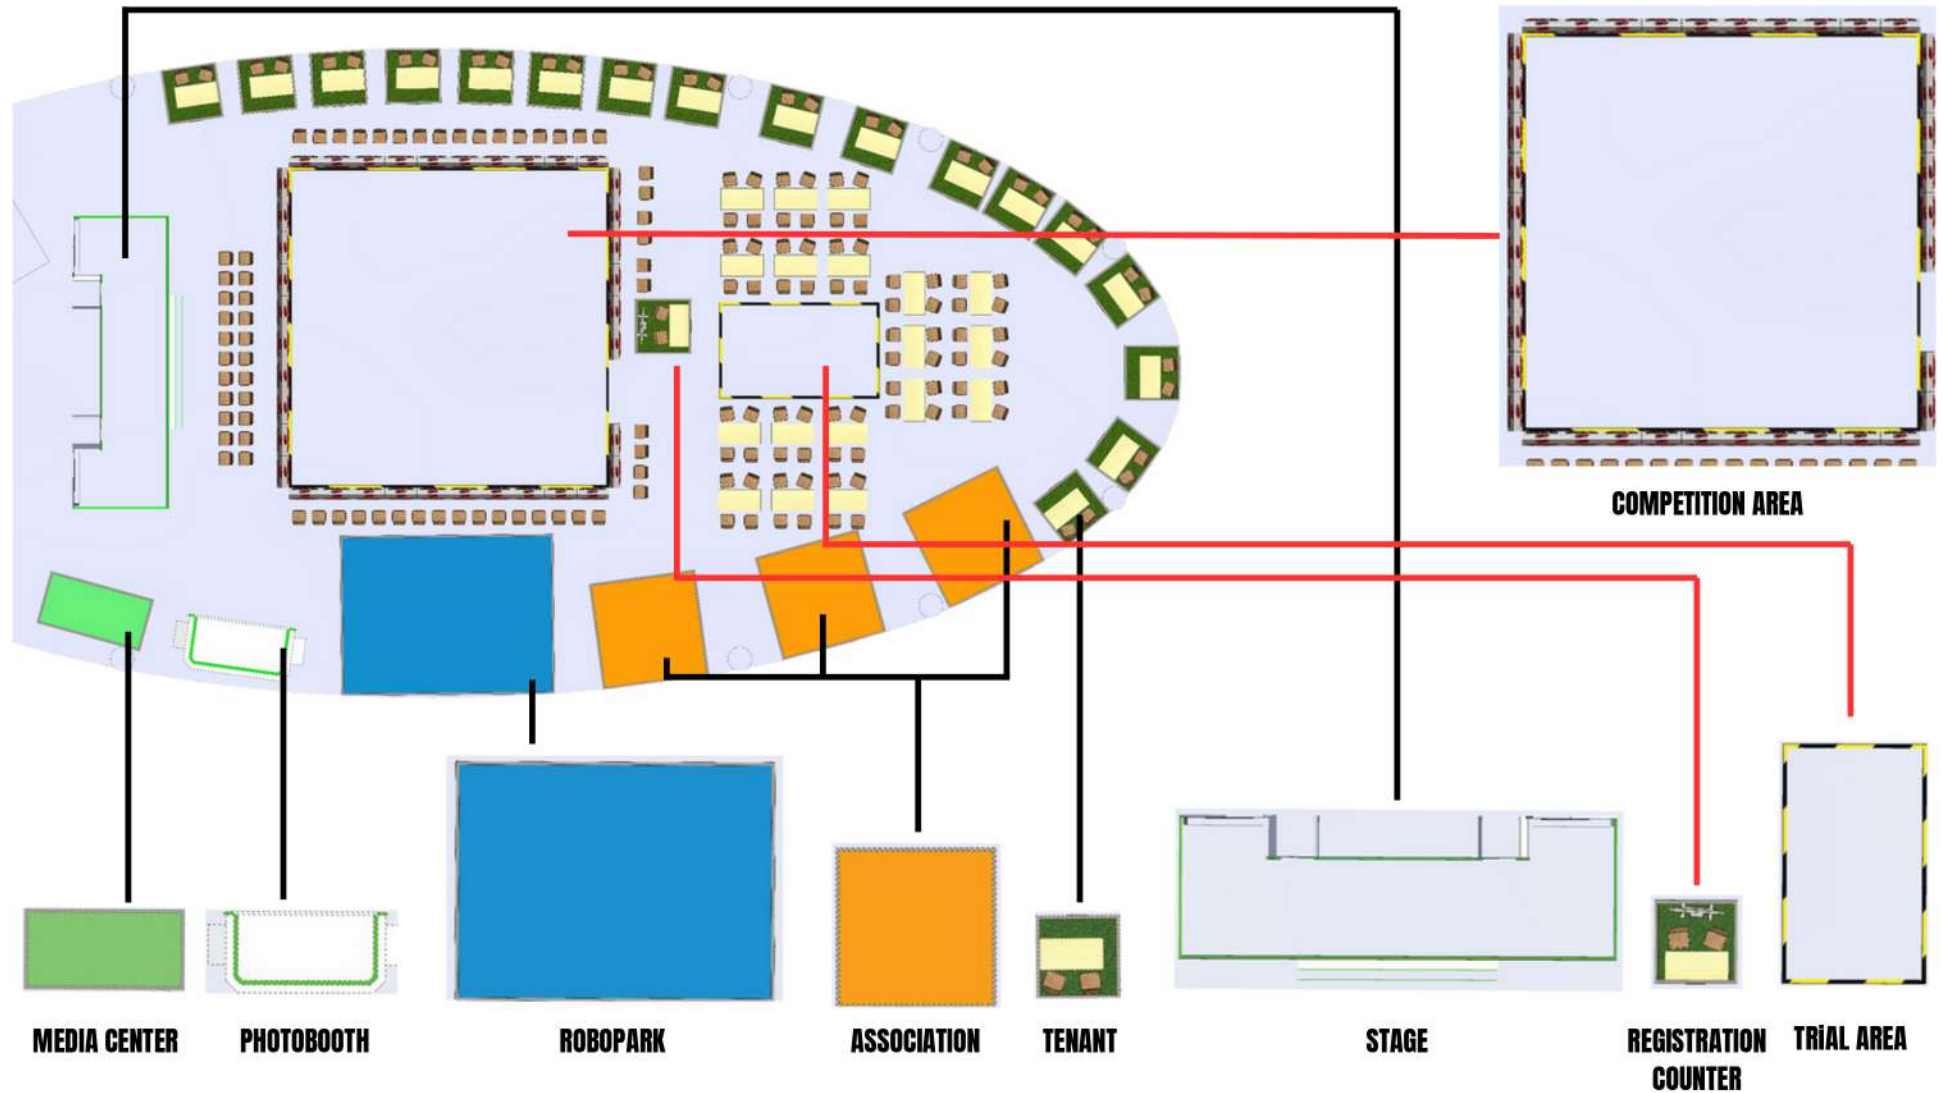 COMPETITION AREA
MEDIA CENTER
PHOTOBOOTH
ROBOPARK
ASSOCIATION
TENANT
STAGE
REGISTRATION
COUNTER
TRiAL AREA